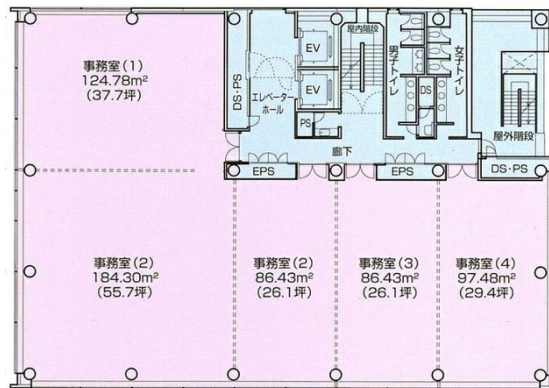 事務室(1)
124.78m²
(37.7坪)
DS・PS
エレベーター
ホール
EV
EV
屋内階段
PS
男子トイレ
DS
女子トイレ
屋外階段
廊下
EPS
EPS
DS・PS
事務室(2)
184.30m²
(55.7坪)
事務室(2)
86.43m²
(26.1坪)
事務室(3)
86.43m²
(26.1坪)
事務室(4)
97.48m²
(29.4坪)